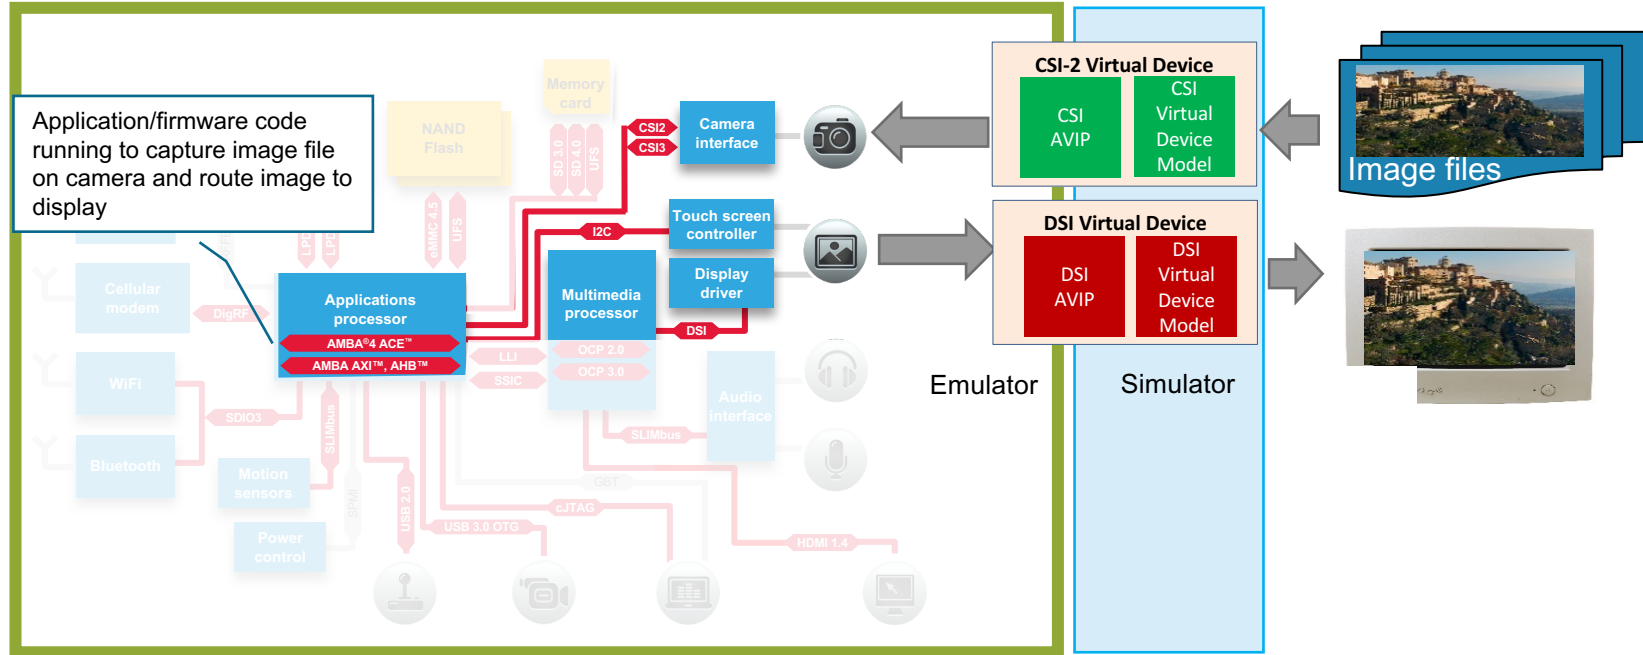 Application/firmware code
running to capture image file
on camera and route image to
display
Memory
card
NAND
Flash
SD 3.0
SD 4.0
UFS
eMMC 4.5
UFS
CSI2
CSI3
Camera
interface
I2C
Touch screen
controller
Display
driver
DSI
Multimedia
processor
OCP 2.0
OCP 3.0
Applications
processor
AMBA®4 ACE™
AMBA AXI™, AHB™
LLI
SSIC
Cellular
modem
DigRF
WiFi
SDIO3
Bluetooth
SLIMbus
Motion
sensors
SPMI
Power
control
USB 2.0
USB 3.0 OTG
cJTAG
GBT
SLIMbus
Audio
interface
HDMI 1.4
CSI-2 Virtual Device
CSI
AVIP
CSI
Virtual
Device
Model
DSI Virtual Device
DSI
AVIP
DSI
Virtual
Device
Model
Emulator
Simulator
Image files